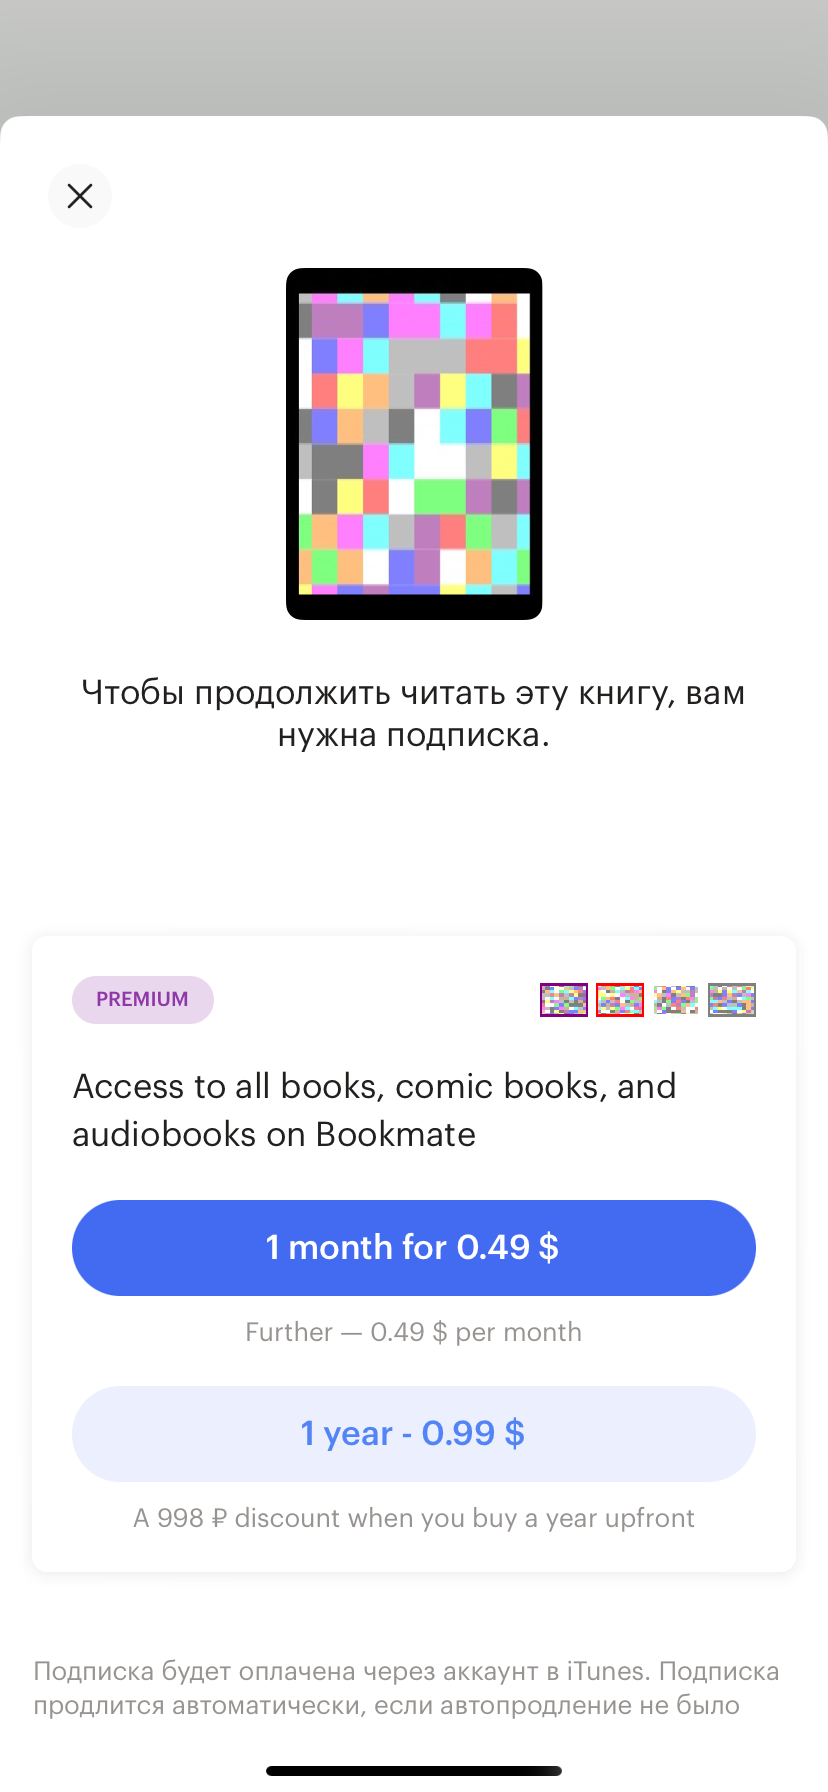 Чтобы продолжить читать эту книгу, вам
нужна подписка.
PREMIUM
Access to all books, comic books, and
audiobooks on Bookmate
1 month for 0.49 $
Further — 0.49 $ per month
1 year - 0.99 $
A 998 ₽ discount when you buy a year upfront
Подписка будет оплачена через аккаунт в iTunes. Подписка
продлится автоматически, если автопродление не было